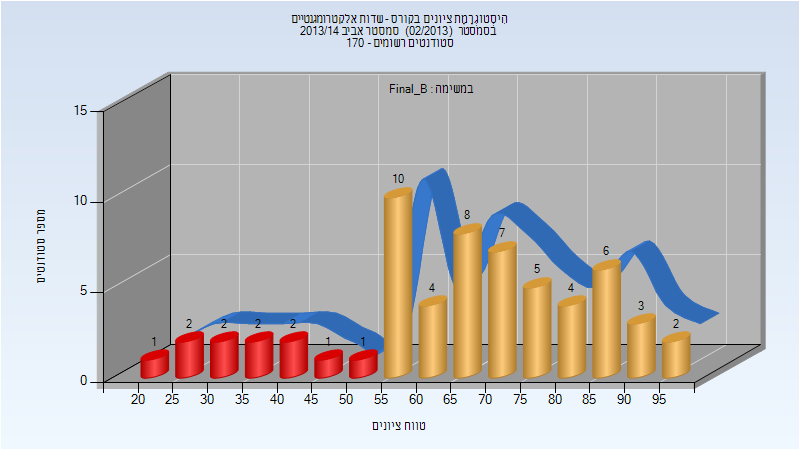 היסטוגרמת ציונים בקורס - שדות אלקטרומגנטיים
בסמסטר (02/2013) סמסטר אביב 2013/14
סטודנטים רשומים - 170
במשימה : Final_B
מספר סטודנטים
15
10
5
0
1
2
2
2
2
1
1
10
4
8
7
5
4
6
3
2
20 25 30 35 40 45 50 55 60 65 70 75 80 85 90 95
טווח ציונים